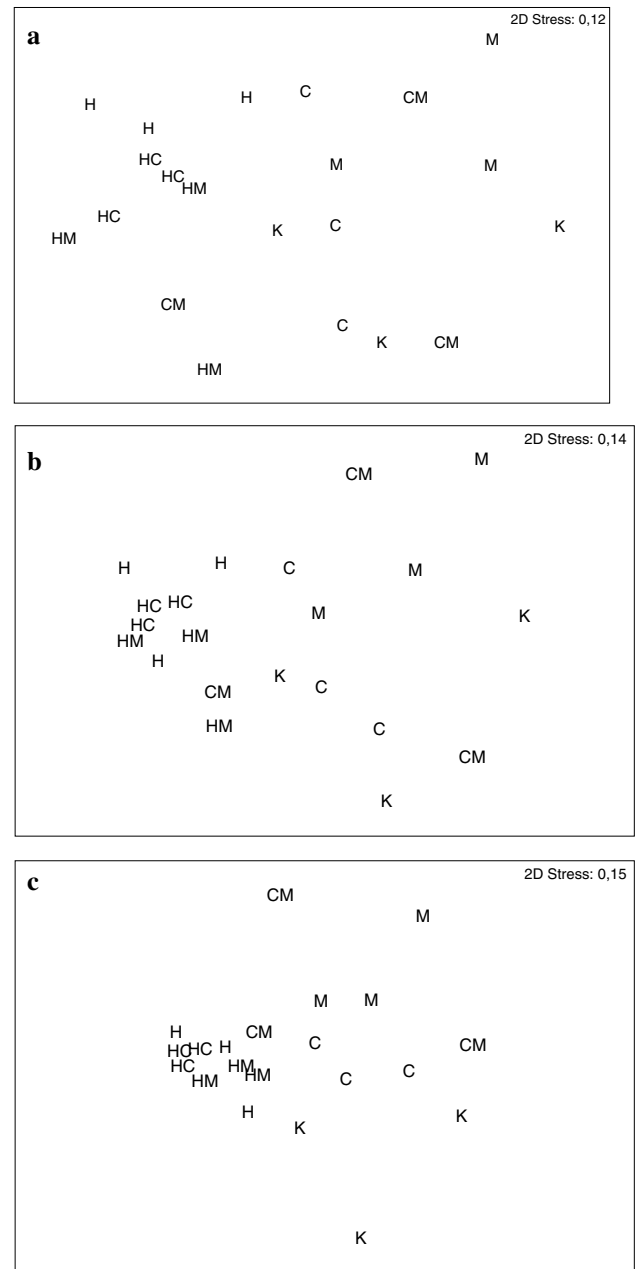 2D Stress: 0,12
a
M
H H C CM
H
HC M M
HC
HM
HC
HM K C K
CM
C
K CM
HM
2D Stress: 0,14
b
M
CM
H H C M
HC HC
HC M K
HM HM
H
K
CM C
HM C
CM
K
2D Stress: 0,15
c
CM
M
M M
H CM
HC HC H C CM
HC HM
HM HM C C
H K
K
K